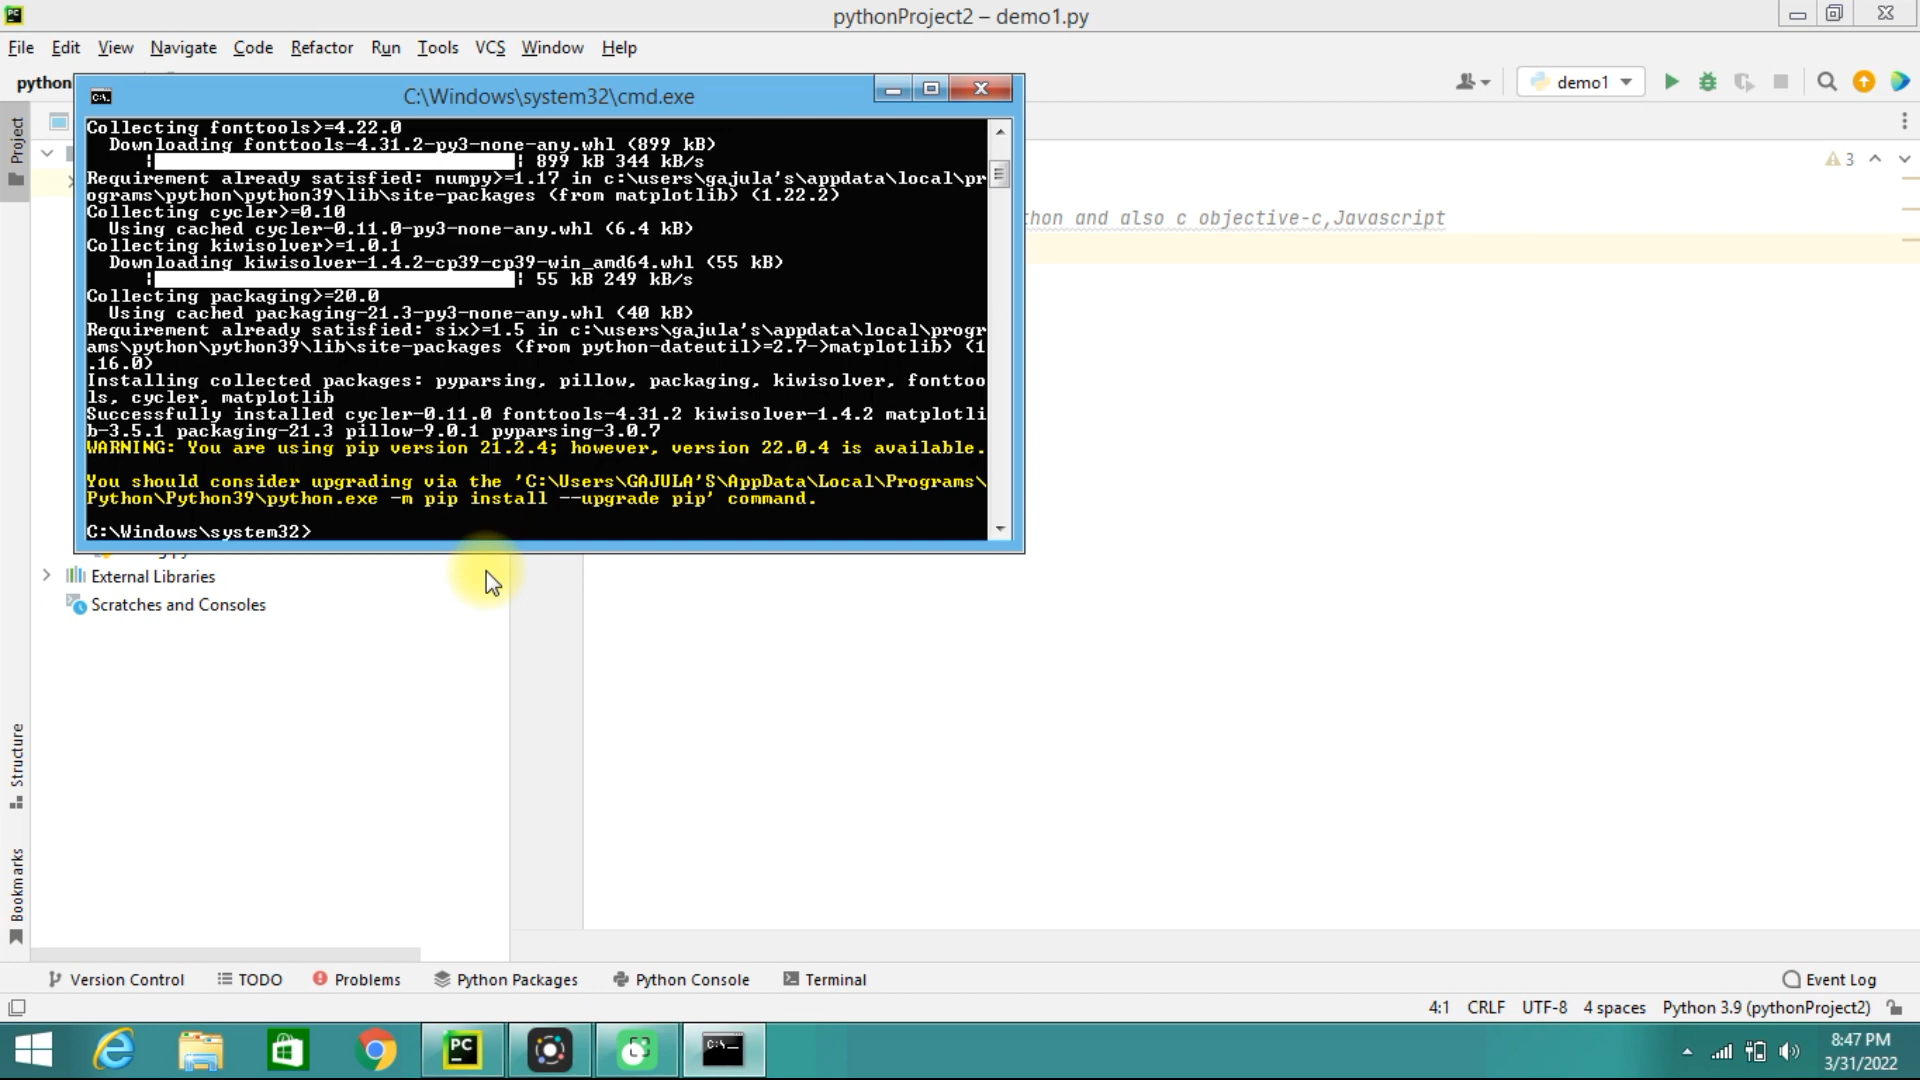 pythonProject2 – demo1.py
File Edit View Navigate Code Refactor Run Tools VCS Window Help
python
demo1
C:\Windows\system32\cmd.exe
Collecting fonttools>=4.22.0
Downloading fonttools-4.31.2-py3-none-any.whl (899 kB)
899 kB 344 kB/s
Requirement already satisfied: numpy>=1.17 in c:\users\gajula's\appdata\local\pr
ograms\python\python39\lib\site-packages (from matplotlib) (1.22.2)
Collecting cycler>=0.10
Using cached cycler-0.11.0-py3-none-any.whl (6.4 kB)
Collecting kiwisolver>=1.0.1
Downloading kiwisolver-1.4.2-cp39-cp39-win_amd64.whl (55 kB)
55 kB 249 kB/s
Collecting packaging>=20.0
Using cached packaging-21.3-py3-none-any.whl (40 kB)
Requirement already satisfied: six>=1.5 in c:\users\gajula's\appdata\local\progr
ams\python\python39\lib\site-packages (from python-dateutil>=2.7->matplotlib) (1
.16.0)
Installing collected packages: pyparsing, pillow, packaging, kiwisolver, fonttoo
ls, cycler, matplotlib
Successfully installed cycler-0.11.0 fonttools-4.31.2 kiwisolver-1.4.2 matplotli
b-3.5.1 packaging-21.3 pillow-9.0.1 pyparsing-3.0.7
WARNING: You are using pip version 21.2.4; however, version 22.0.4 is available.
You should consider upgrading via the 'C:\Users\GAJULA'S\AppData\Local\Programs\
Python\Python39\python.exe -m pip install --upgrade pip' command.
C:\Windows\system32>
3
thon and also c objective-c,Javascript
Project
External Libraries
Scratches and Consoles
Structure
Bookmarks
Version Control TODO Problems Python Packages Python Console Terminal Event Log
4:1 CRLF UTF-8 4 spaces Python 3.9 (pythonProject2)
PC
C:\_
8:47 PM
3/31/2022